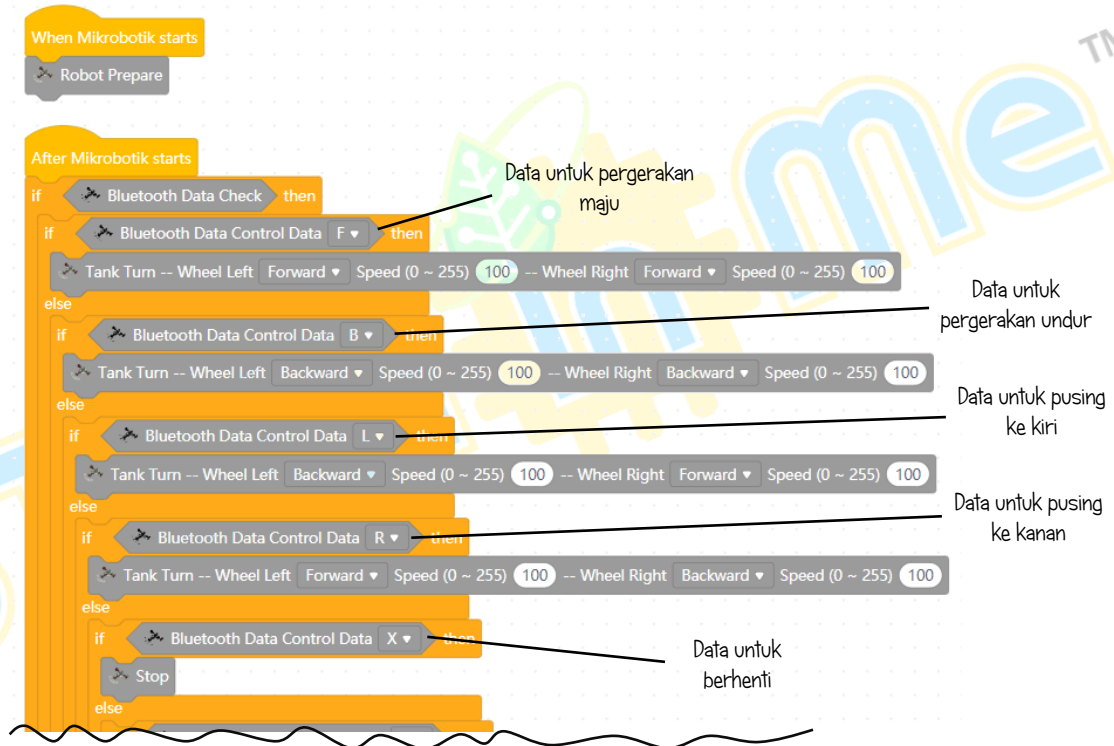 When Mikrobotik starts
Robot Prepare
After Mikrobotik starts
if Bluetooth Data Check then
Data untuk pergerakan
maju
if Bluetooth Data Control Data F then
Tank Turn -- Wheel Left Forward Speed (0 ~ 255) 100 -- Wheel Right Forward Speed (0 ~ 255) 100
else
Data untuk
pergerakan undur
if Bluetooth Data Control Data B then
Tank Turn -- Wheel Left Backward Speed (0 ~ 255) 100 -- Wheel Right Backward Speed (0 ~ 255) 100
else
Data untuk pusing
ke kiri
if Bluetooth Data Control Data L then
Tank Turn -- Wheel Left Backward Speed (0 ~ 255) 100 -- Wheel Right Forward Speed (0 ~ 255) 100
else
Data untuk pusing
ke kanan
if Bluetooth Data Control Data R then
Tank Turn -- Wheel Left Forward Speed (0 ~ 255) 100 -- Wheel Right Backward Speed (0 ~ 255) 100
else
if Bluetooth Data Control Data X then
Data untuk
berhenti
Stop
else
in
me
TM